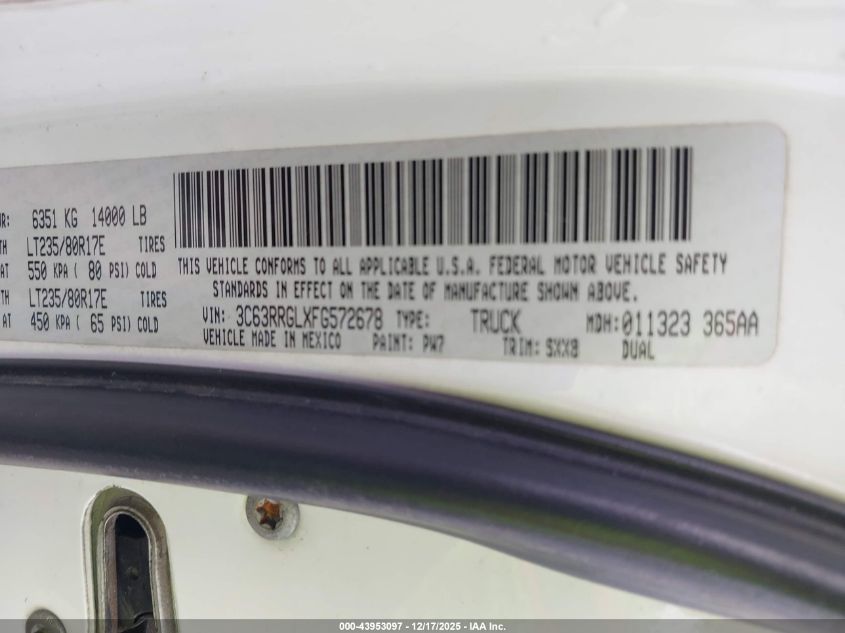 R: 6351 KG 14000 LB
TH LT235/80R17E TIRES
AT 550 KPA ( 80 PSI) COLD
TH LT235/80R17E TIRES
AT 450 KPA ( 65 PSI) COLD
THIS VEHICLE CONFORMS TO ALL APPLICABLE U.S.A. FEDERAL MOTOR VEHICLE SAFETY
STANDARDS IN EFFECT ON THE DATE OF MANUFACTURE SHOWN ABOVE.
VIN: 3C63RRGLXFG572678 TYPE: TRUCK MDH: 011323 365AA
VEHICLE MADE IN MEXICO PAINT: PW7 TRIM: SXX8 DUAL
000-43953097 - 12/17/2025 - IAA Inc.